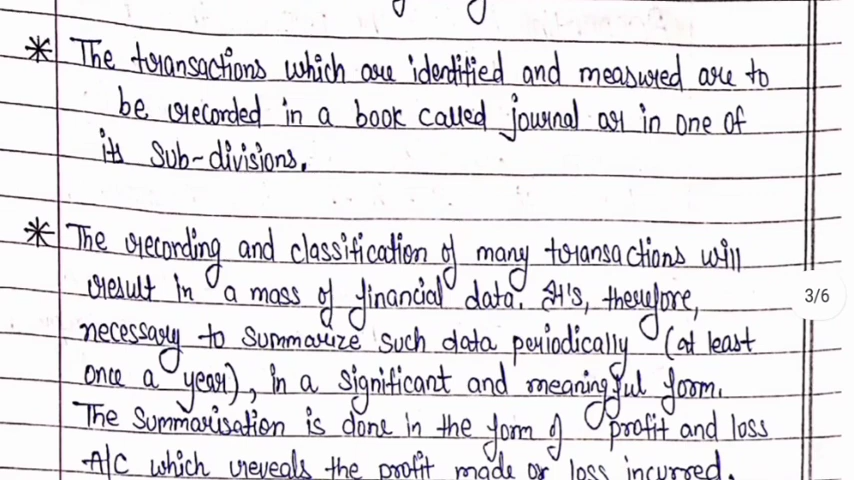 * The transactions which are identified and measured are to
be recorded in a book called journal or in one of
its Sub-divisions.
* The recording and classification of many transactions will
result in a mass of financial data. It's, therefore,
3/6
necessary to summarize such data periodically (at least
once a year), in a significant and meaningful form.
The summarisation is done in the form of profit and loss
A/C which reveals the profit made or loss incurred.